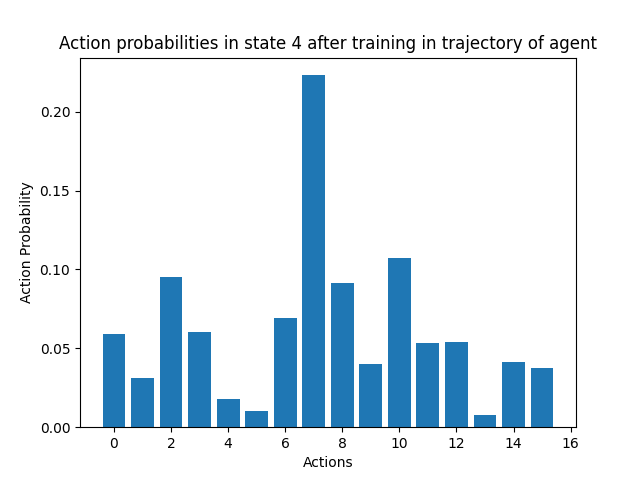 Action probabilities in state 4 after training in trajectory of agent
0.20
0.15
0.10
0.05
0.00
Action Probability
0 2 4 6 8 10 12 14 16
Actions